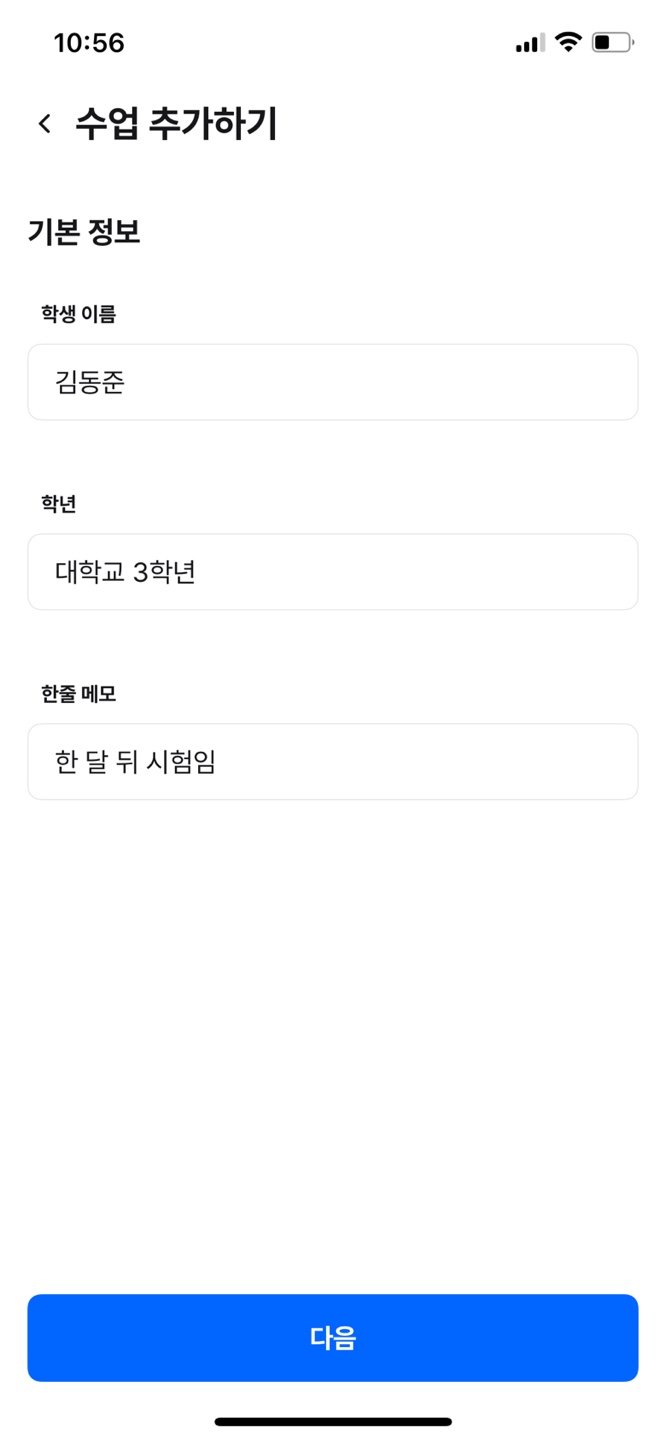 10:56
수업 추가하기
기본 정보
학생 이름
김동준
학년
대학교 3학년
한줄 메모
한 달 뒤 시험임
다음